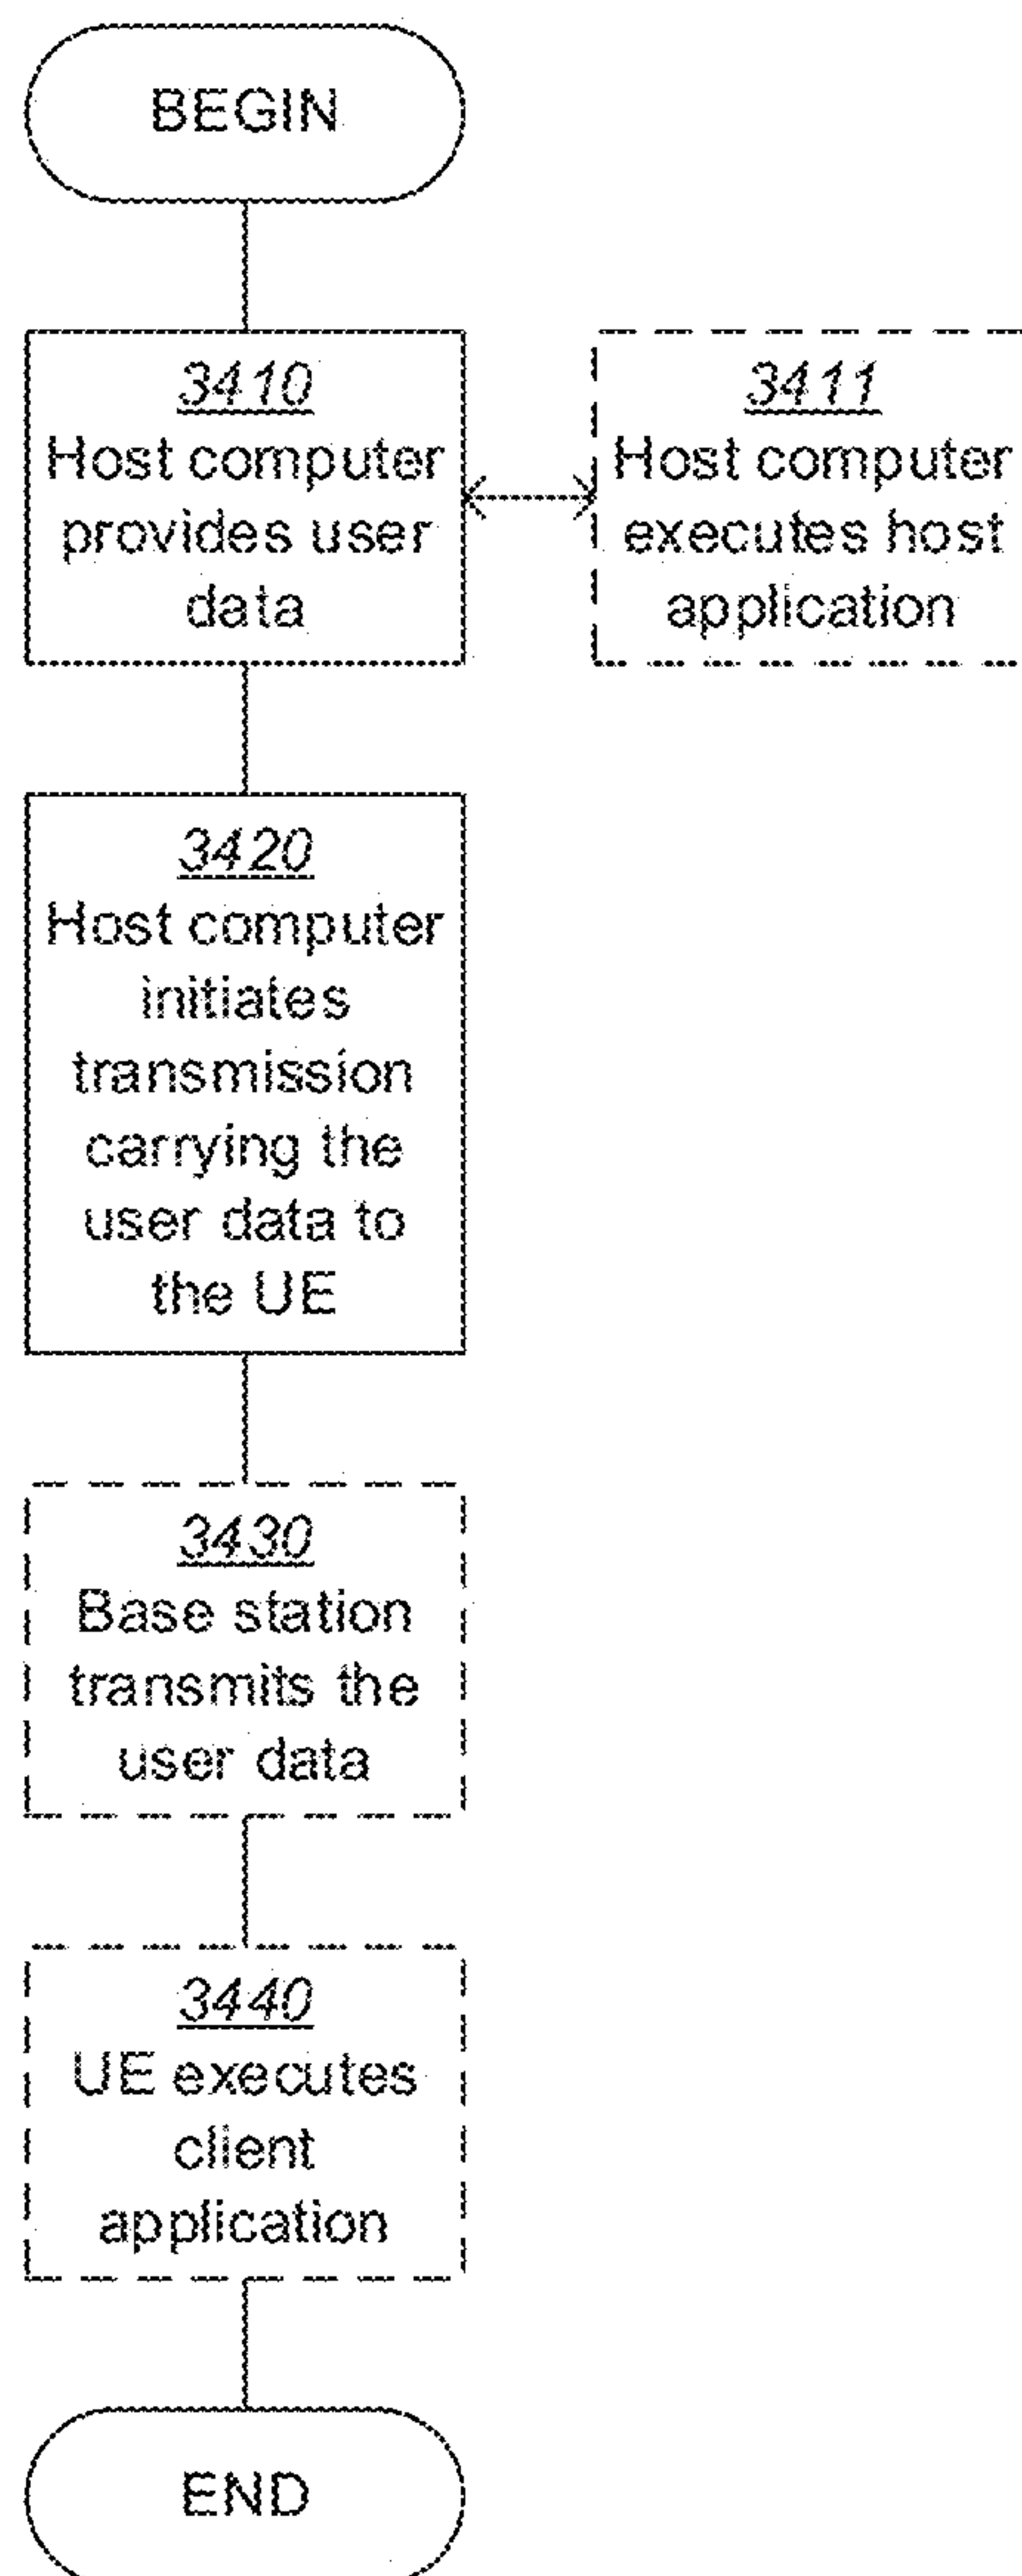 BEGIN
3410
Host computer
provides user
data
3411
Host computer
executes host
application
3420
Host computer
initiates
transmission
carrying the
user data to
the UE
3430
Base station
transmits the
user data
3440
UE executes
client
application
END